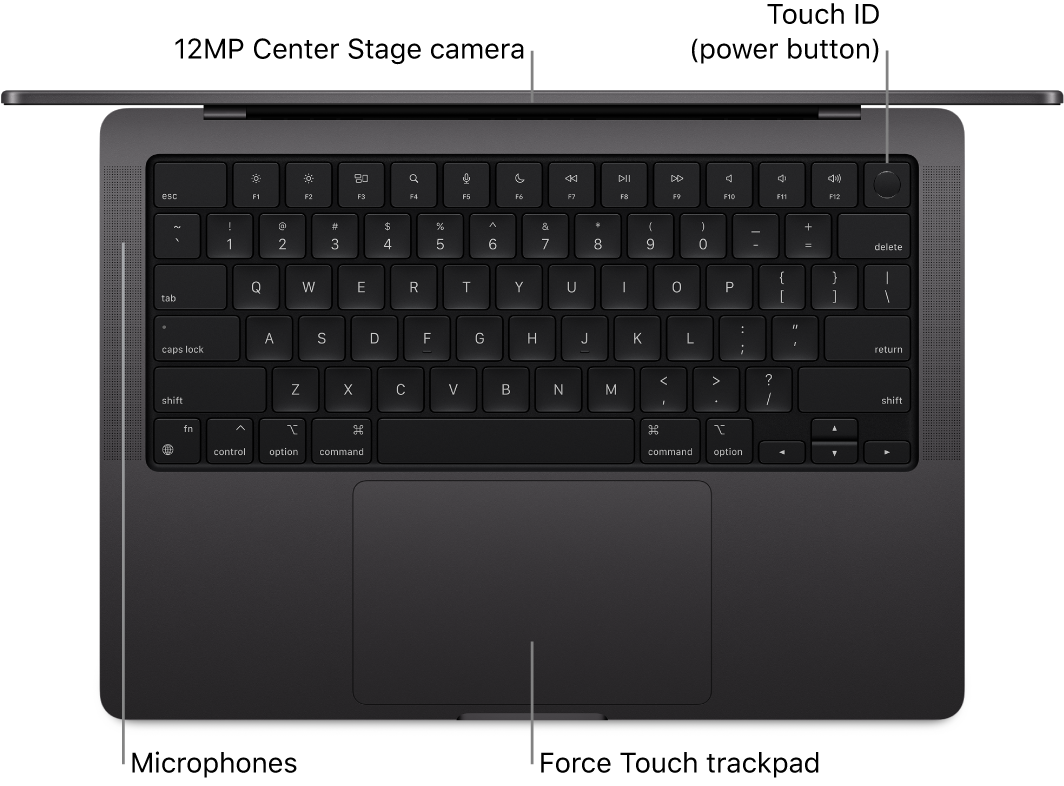 Touch ID
12MP Center Stage camera (power button)
esc F1 F2 F3 F4 F5 F6 F7 F8 F9 F10 F11 F12
~ ! @ # $ % ^ & * ( ) _ +
` 1 2 3 4 5 6 7 8 9 0 - = delete
tab Q W E R T Y U I O P { [ } ] | \
caps lock A S D F G H J K L : ; " ' return
shift Z X C V B N M < , > . ? / shift
fn ^ ⌥ ⌘ ⌘ ⌥
control option command command option
Microphones Force Touch trackpad